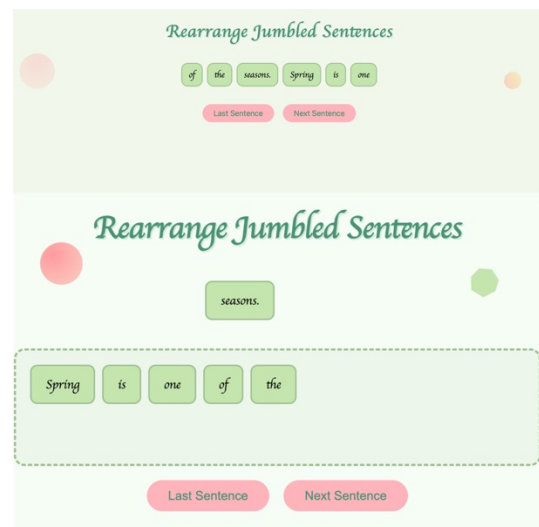 Rearrange Jumbled Sentences
of the seasons. Spring is one
Last Sentence Next Sentence
Rearrange Jumbled Sentences
seasons.
Spring is one of the
Last Sentence Next Sentence